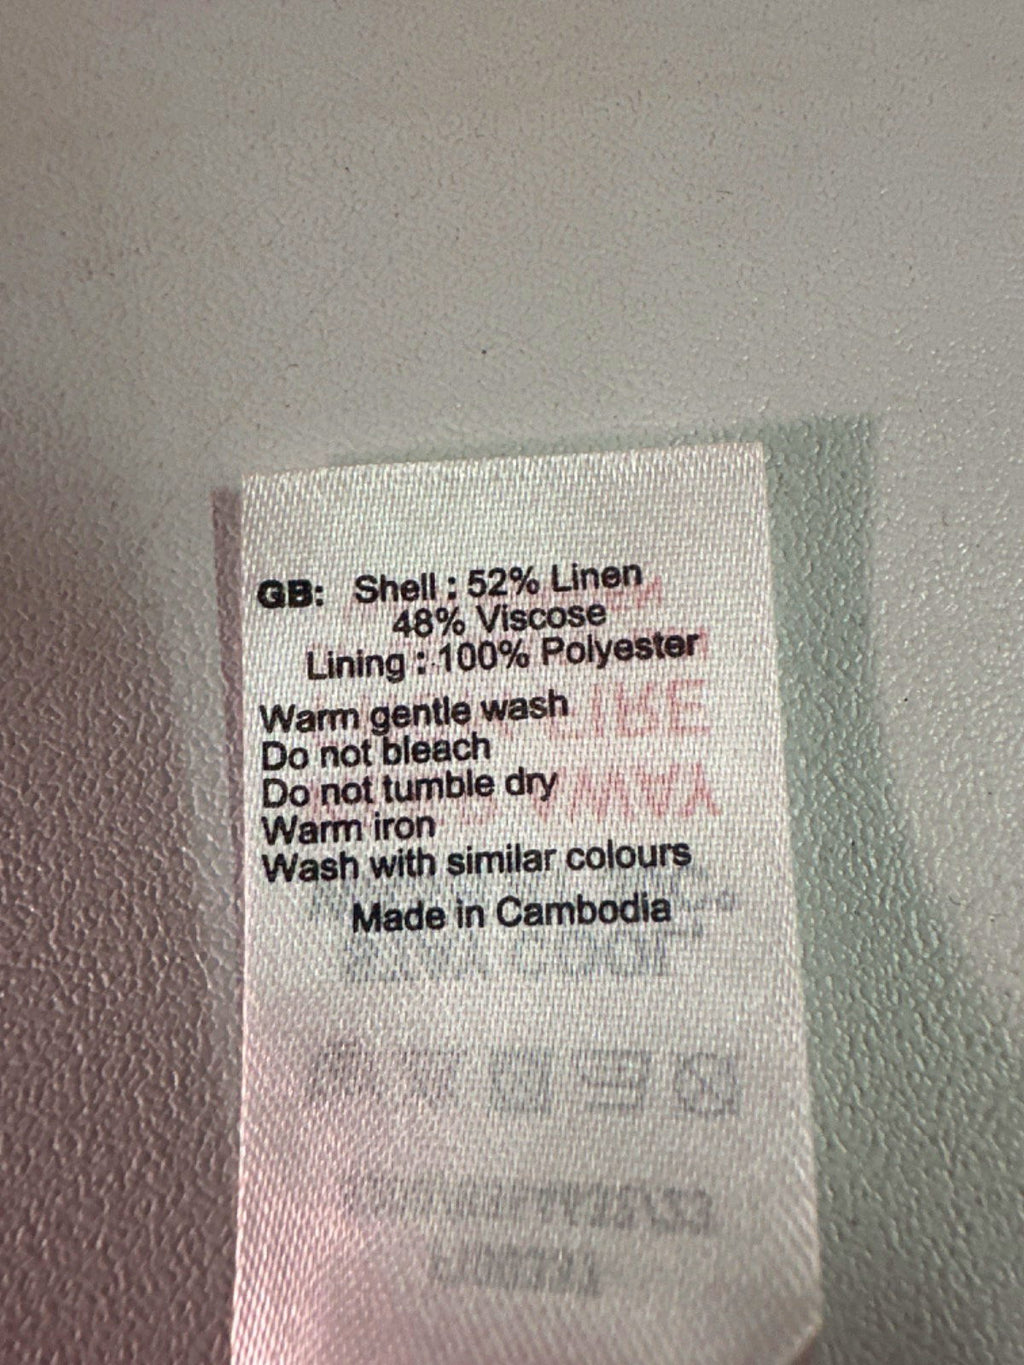 GB: Shell : 52% Linen
48% Viscose
Lining : 100% Polyester
Warm gentle wash
Do not bleach
Do not tumble dry
Warm iron
Wash with similar colours
Made in Cambodia